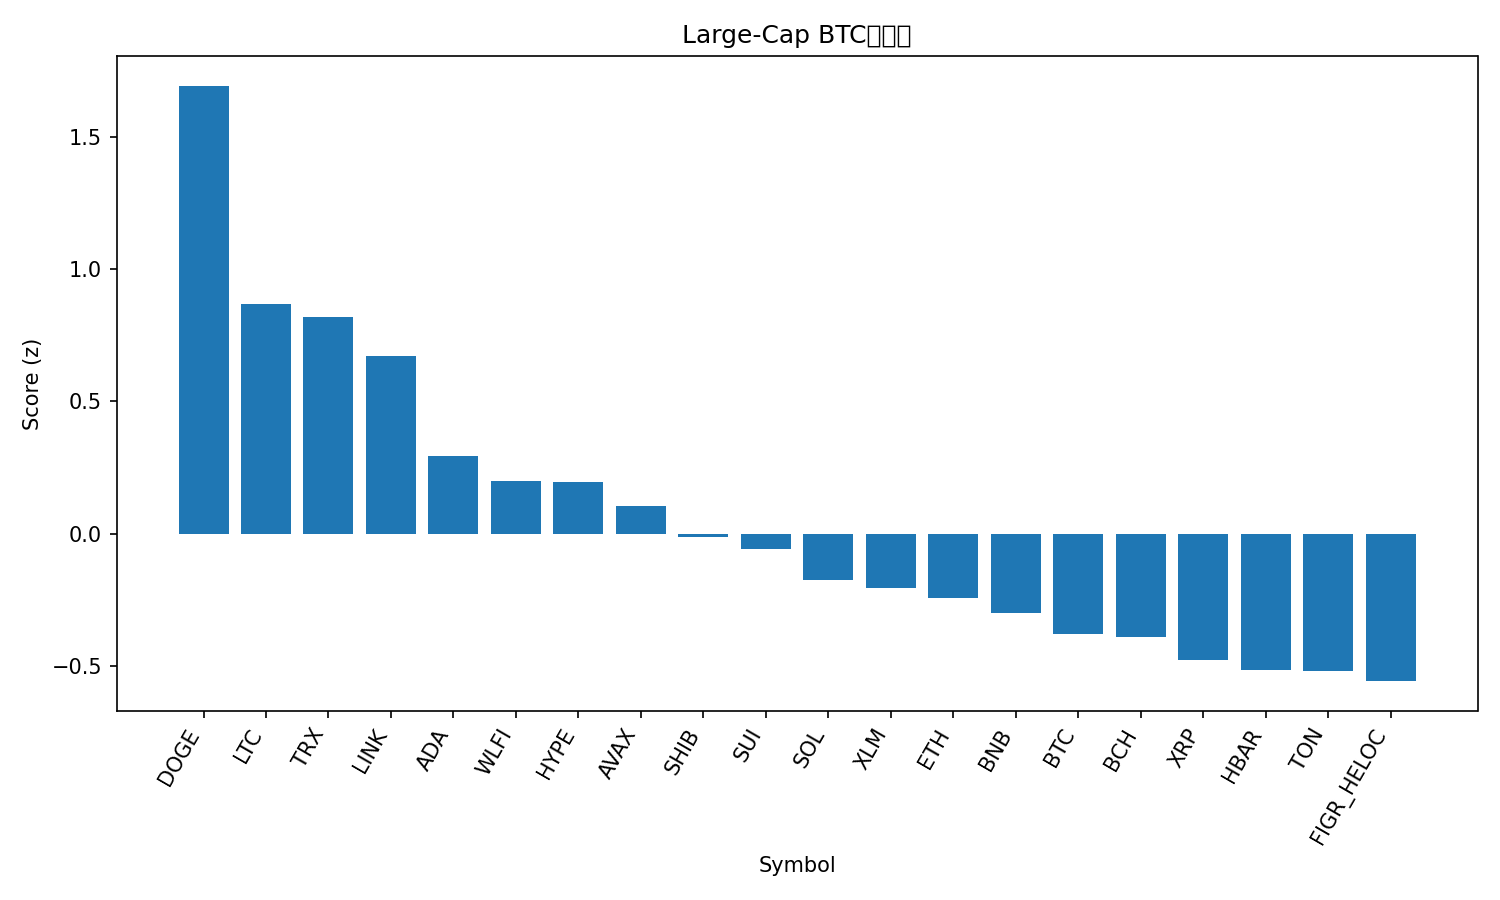 Large-Cap BTC
Score (z)
1.5
1.0
0.5
0.0
−0.5
DOGE
LTC
TRX
LINK
ADA
WLFI
HYPE
AVAX
SHIB
SUI
SOL
XLM
ETH
BNB
BTC
BCH
XRP
HBAR
TON
FIGR_HELOC
Symbol